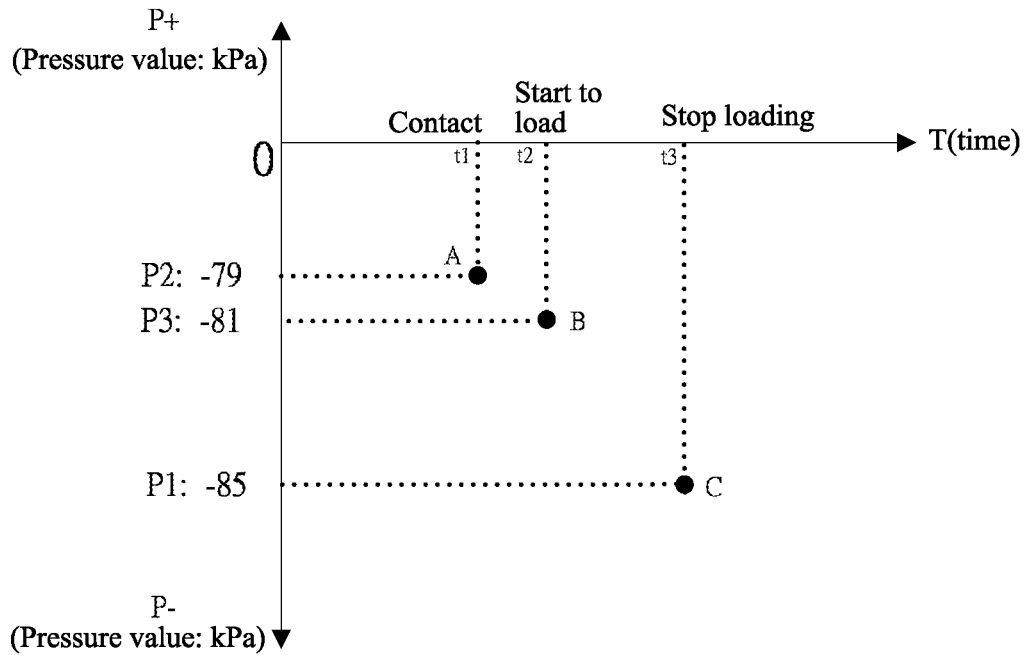 P+
(Pressure value: kPa)
Start to
load
Contact
Stop loading
T(time)
0
t1
t2
t3
A
P2: -79
P3: -81
B
P1: -85
C
P-
(Pressure value: kPa)